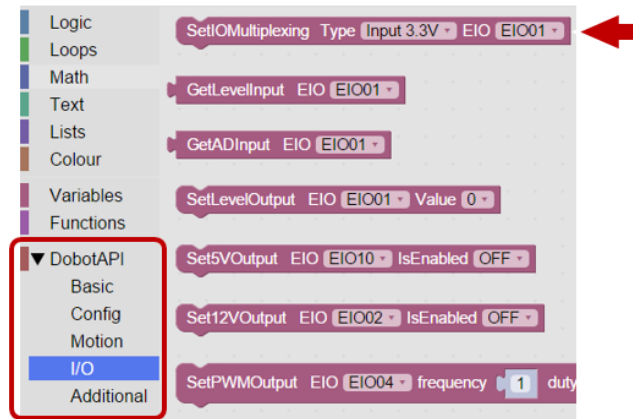 Logic
Loops
Math
Text
Lists
Colour
Variables
Functions
DobotAPI
Basic
Config
Motion
I/O
Additional
SetIOMultiplexing Type Input 3.3V EIO EIO01
GetLevelInput EIO EIO01
GetADInput EIO EIO01
SetLevelOutput EIO EIO01 Value 0
Set5VOutput EIO EIO10 IsEnabled OFF
Set12VOutput EIO EIO02 IsEnabled OFF
SetPWMOutput EIO EIO04 frequency 1 duty